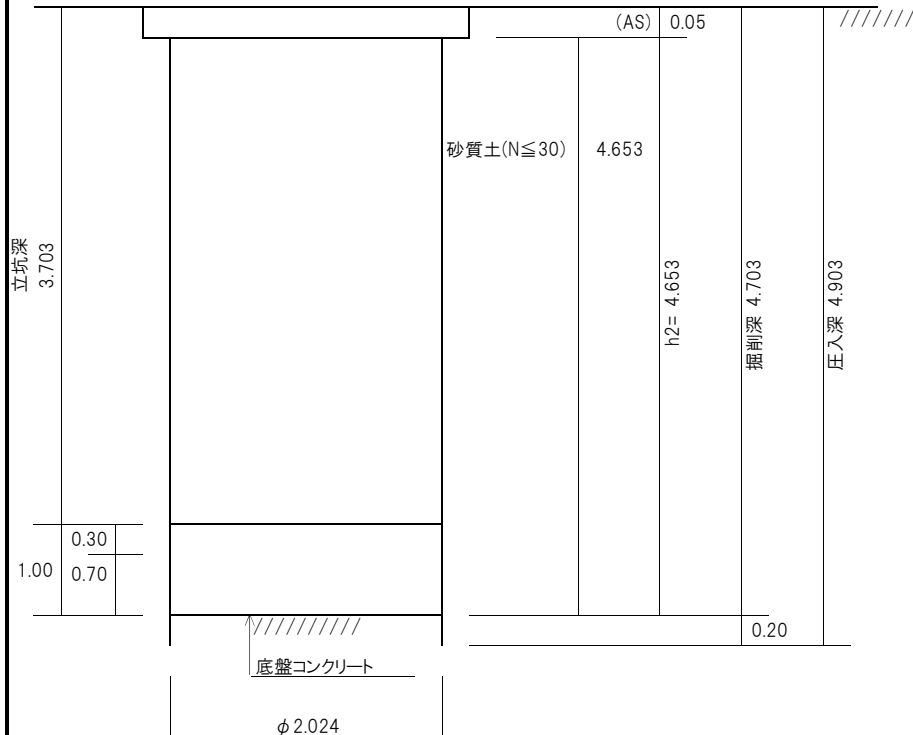 (AS) 0.05
砂質土(N≦30) 4.653
立坑深
3.703
h2= 4.653
掘削深 4.703
圧入深 4.903
0.30
1.00
0.70
0.20
底盤コンクリート
φ2.024